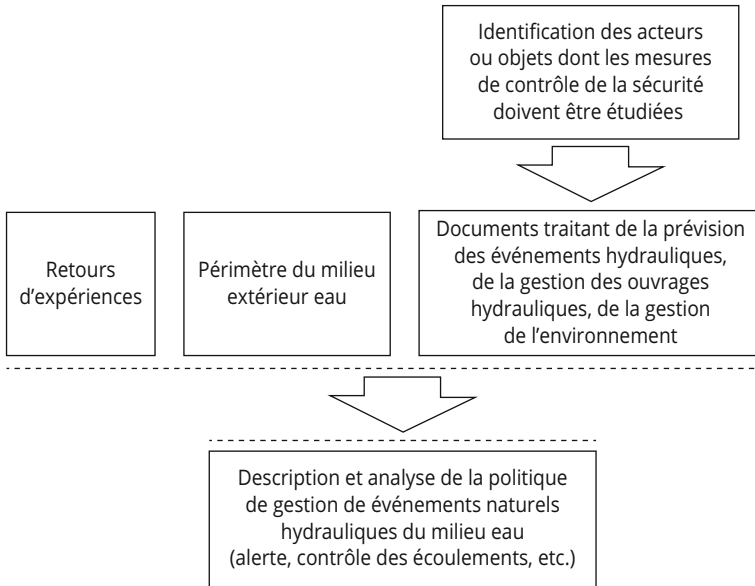 Identification des acteurs
ou objets dont les mesures
de contrôle de la sécurité
doivent être étudiées
Retours
d'expériences
Périmètre du milieu
extérieur eau
Documents traitant de la prévision
des événements hydrauliques,
de la gestion des ouvrages
hydrauliques, de la gestion
de l'environnement
Description et analyse de la politique
de gestion de événements naturels
hydrauliques du milieu eau
(alerte, contrôle des écoulements, etc.)